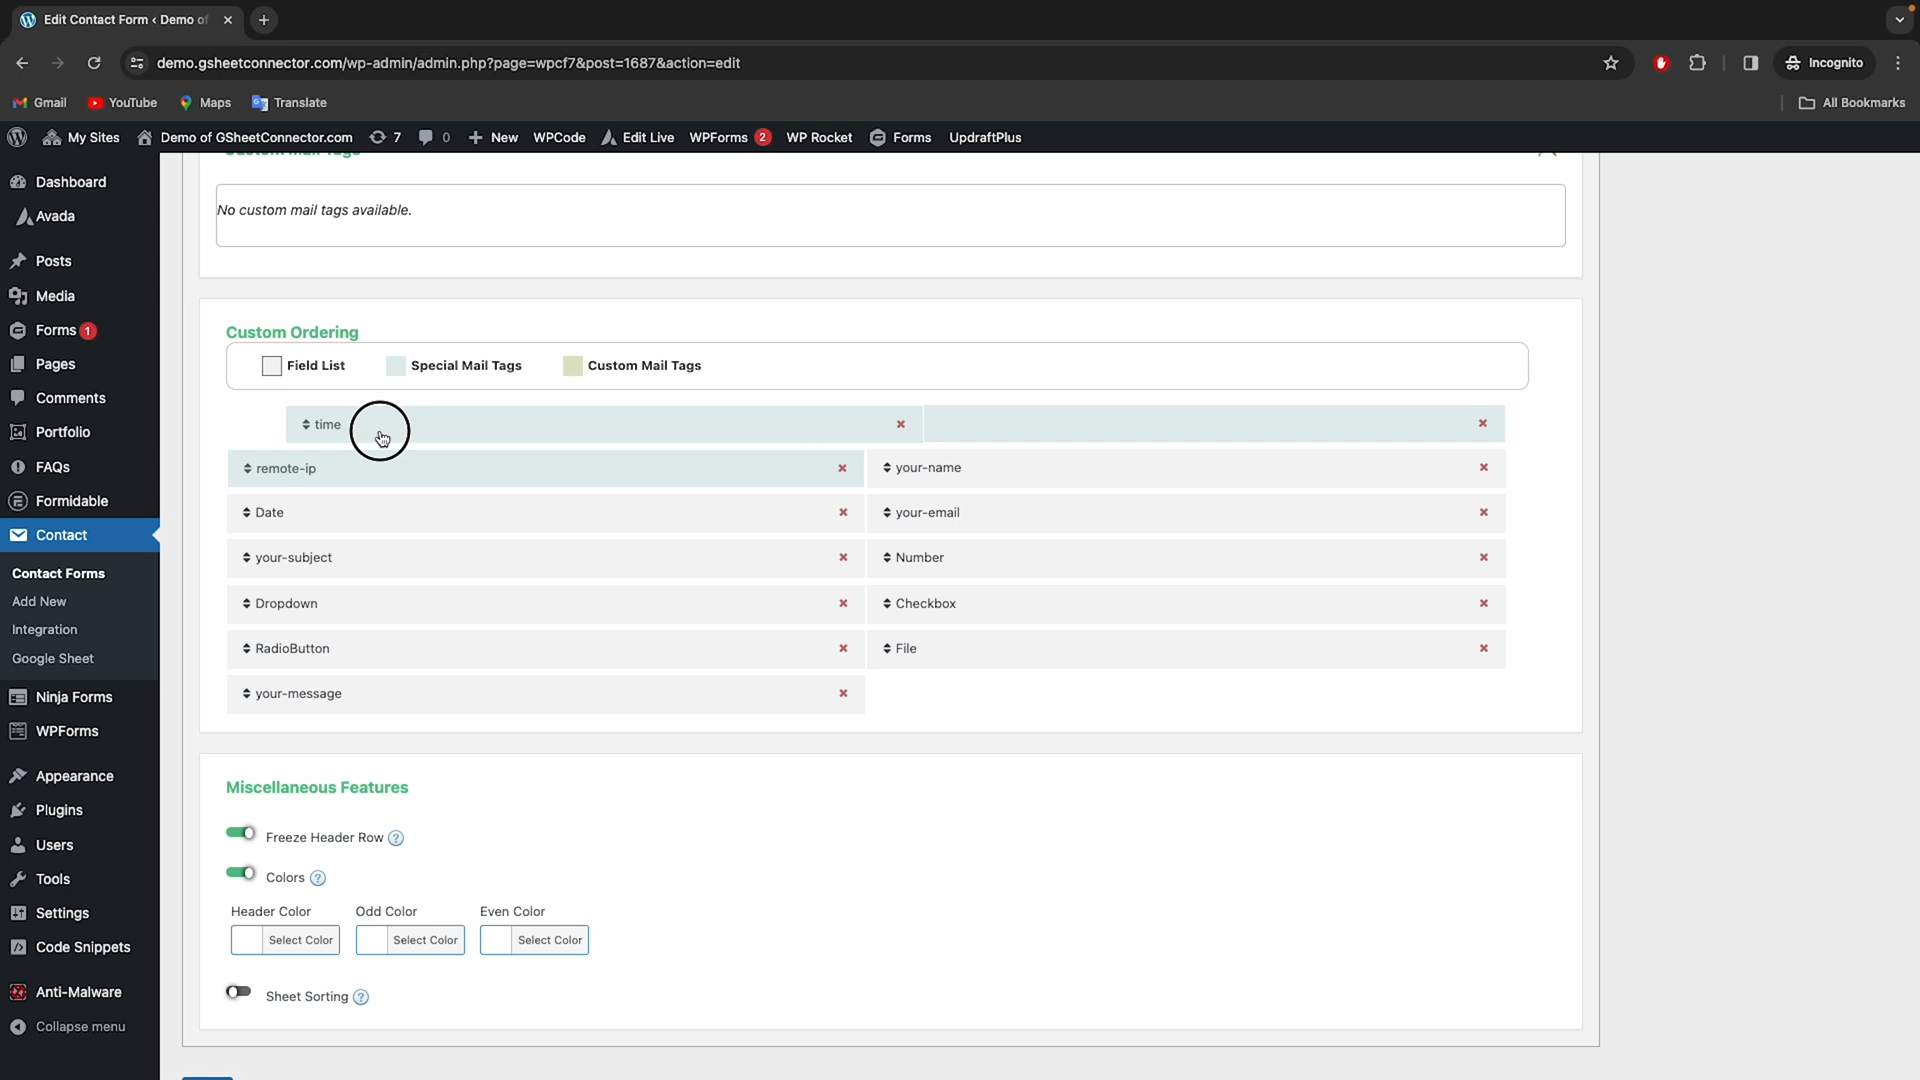 Edit Contact Form ‹ Demo of
demo.gsheetconnector.com/wp-admin/admin.php?page=wpcf7&post=1687&action=edit
Incognito
Gmail YouTube Maps Translate
All Bookmarks
My Sites Demo of GSheetConnector.com 7 0 New WPCode Edit Live WPForms 2 WP Rocket Forms UpdraftPlus
Dashboard
Avada
Posts
Media
Forms 1
Pages
Comments
Portfolio
FAQs
Formidable
Contact
Contact Forms
Add New
Integration
Google Sheet
Ninja Forms
WPForms
Appearance
Plugins
Users
Tools
Settings
Code Snippets
Anti-Malware
Collapse menu
Custom Mail Tags
No custom mail tags available.
Custom Ordering
Field List Special Mail Tags Custom Mail Tags
time
remote-ip your-name
Date your-email
your-subject Number
Dropdown Checkbox
RadioButton File
your-message
Miscellaneous Features
Freeze Header Row ?
Colors ?
Header Color Odd Color Even Color
Select Color Select Color Select Color
Sheet Sorting ?